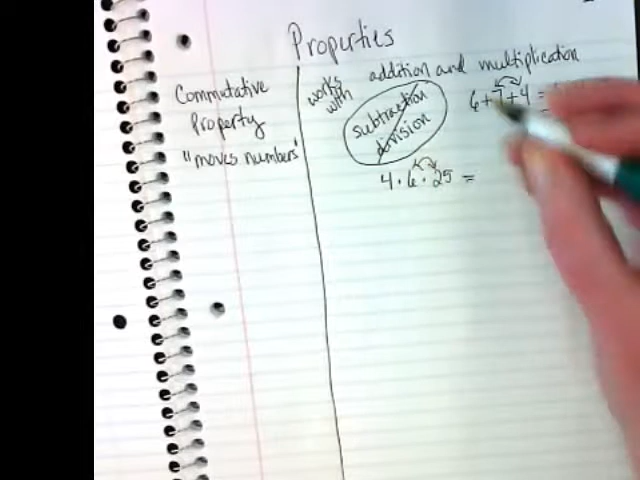 Properties
Commutative
Property
"moves numbers"
works
with
addition and multiplication
subtraction
division
6+7+4 =
4 · 6 · 25 =